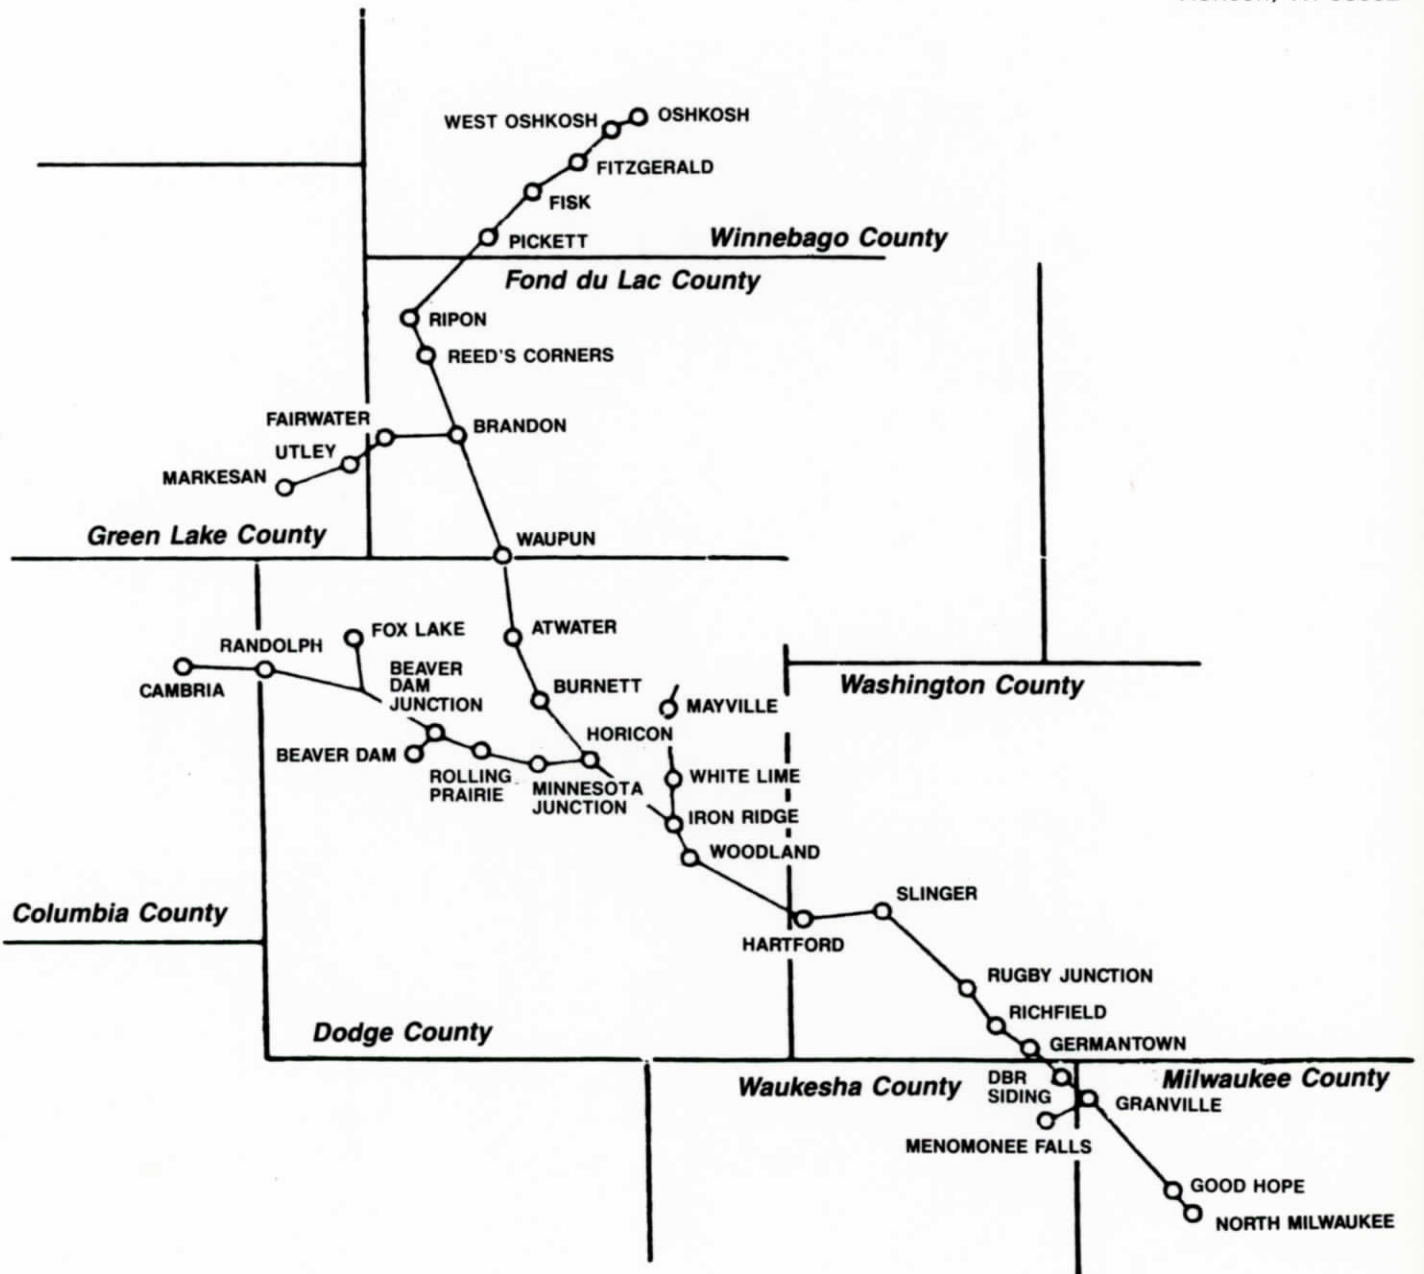 OSHKOSH
WEST OSHKOSH
FITZGERALD
FISK
PICKETT
Winnebago County
Fond du Lac County
RIPON
REED'S CORNERS
FAIRWATER
BRANDON
UTLEY
MARKESAN
Green Lake County
WAUPUN
ATWATER
FOX LAKE
RANDOLPH
CAMBRIA
BEAVER
DAM
JUNCTION
BURNETT
MAYVILLE
Washington County
HORICON
BEAVER DAM
ROLLING
PRAIRIE
MINNESOTA
JUNCTION
WHITE LIME
IRON RIDGE
WOODLAND
SLINGER
Columbia County
HARTFORD
RUGBY JUNCTION
RICHFIELD
Dodge County
GERMANTOWN
Waukesha County
DBR
SIDING
Milwaukee County
GRANVILLE
MENOMONEE FALLS
GOOD HOPE
NORTH MILWAUKEE